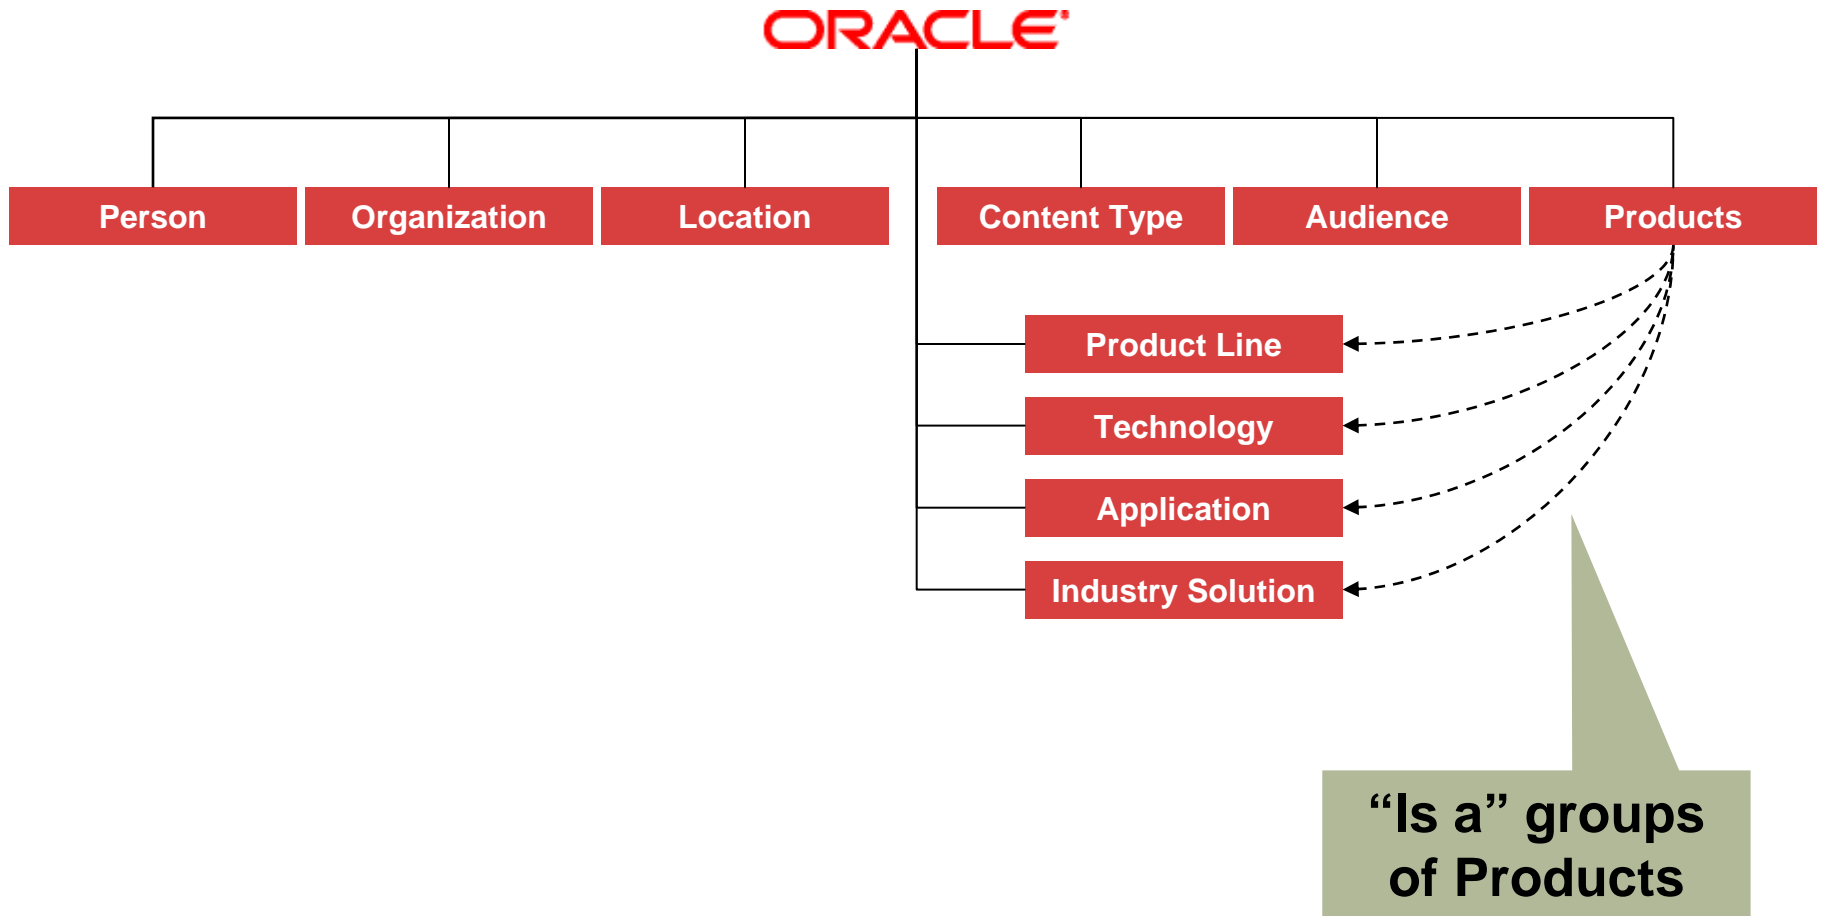 ORACLE
Person
Organization
Location
Content Type
Audience
Products
Product Line
Technology
Application
Industry Solution
“Is a” groups
of Products